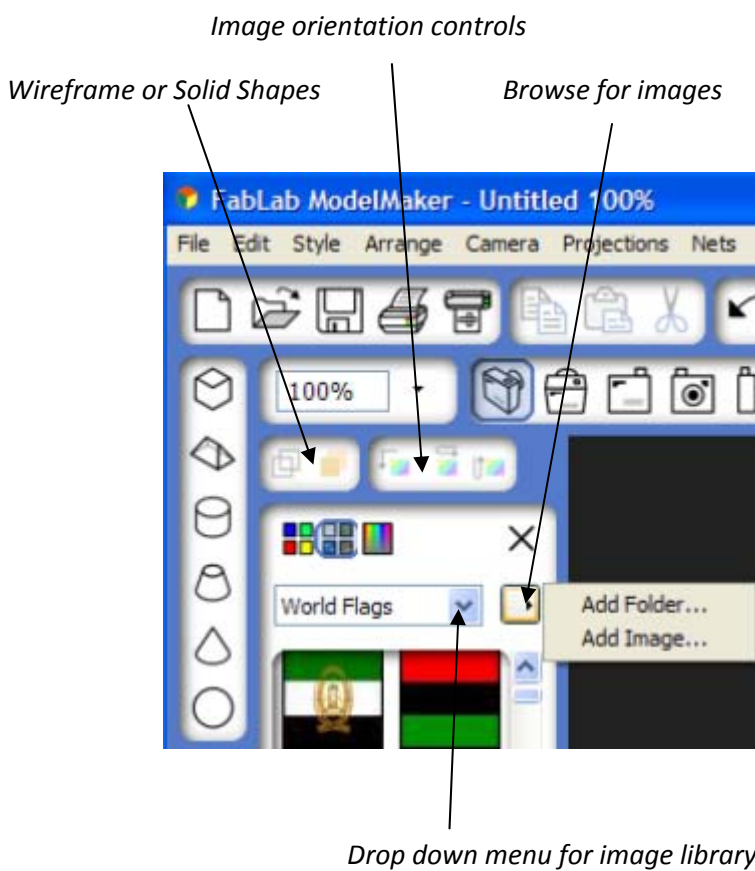 Image orientation controls
Wireframe or Solid Shapes
Browse for images
FabLab ModelMaker - Untitled 100%
File Edit Style Arrange Camera Projections Nets
100%
World Flags
Add Folder...
Add Image...
Drop down menu for image library